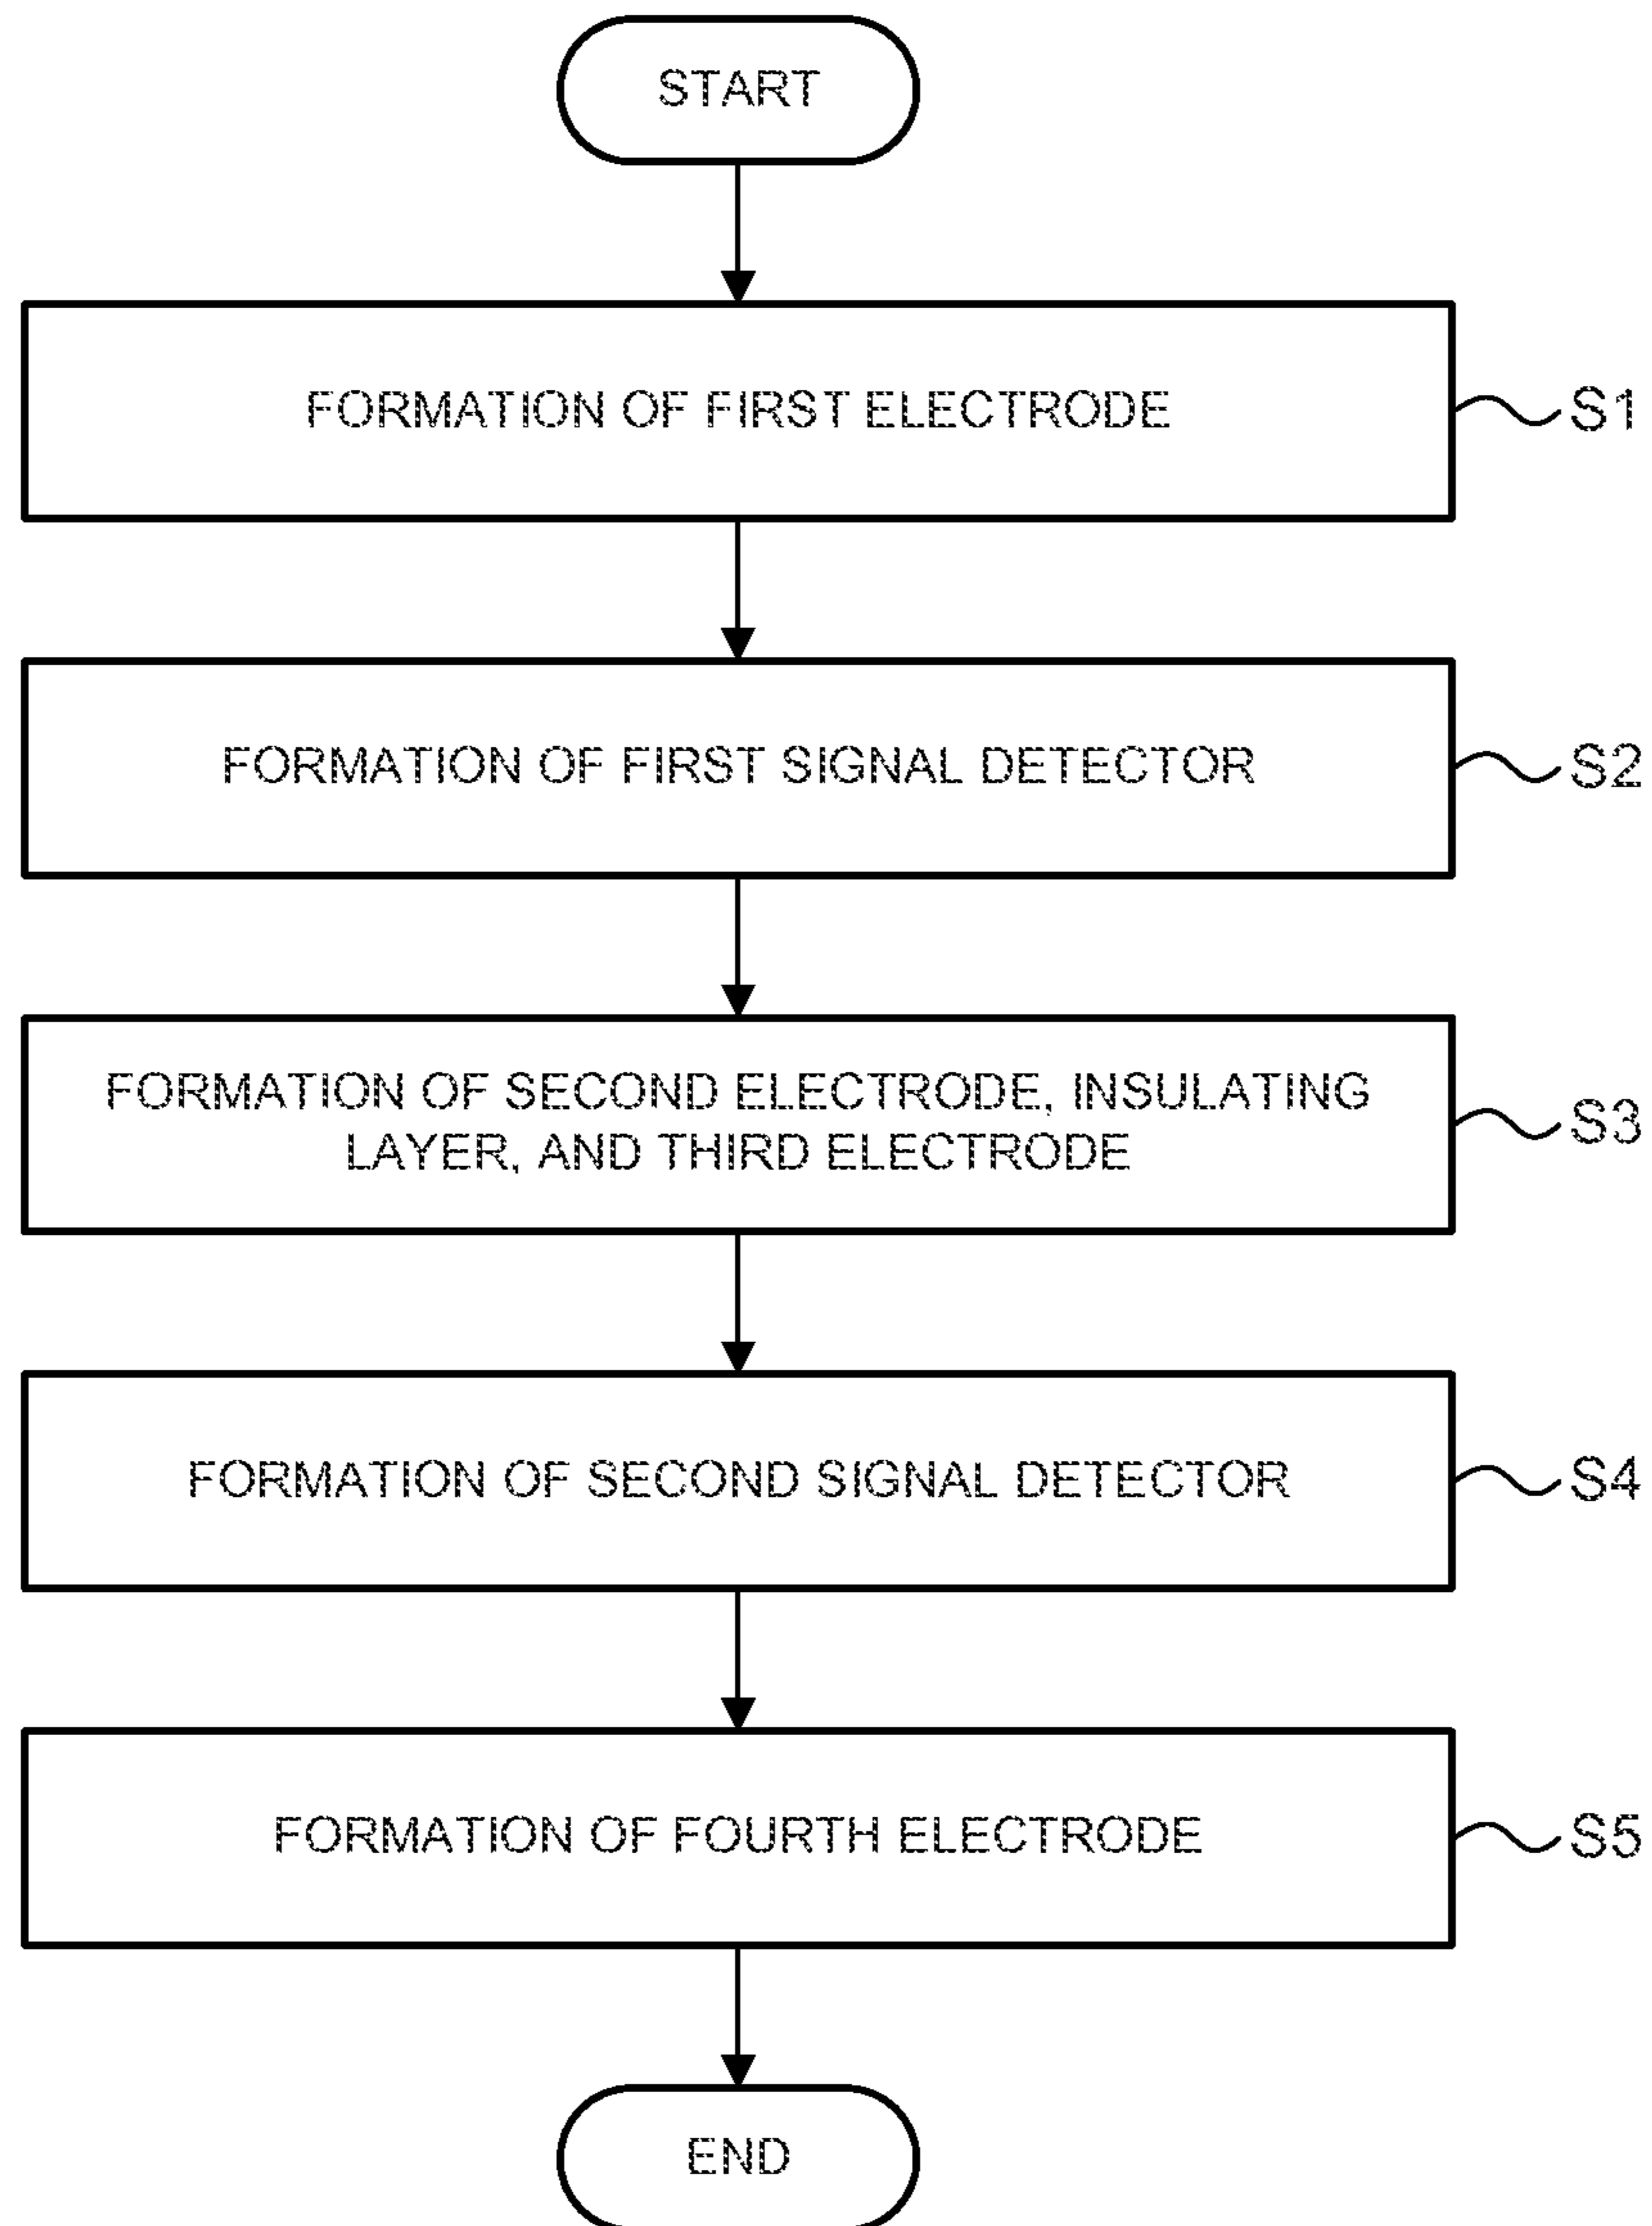 START
FORMATION OF FIRST ELECTRODE
S1
FORMATION OF FIRST SIGNAL DETECTOR
S2
FORMATION OF SECOND ELECTRODE, INSULATING
LAYER, AND THIRD ELECTRODE
S3
FORMATION OF SECOND SIGNAL DETECTOR
S4
FORMATION OF FOURTH ELECTRODE
S5
END